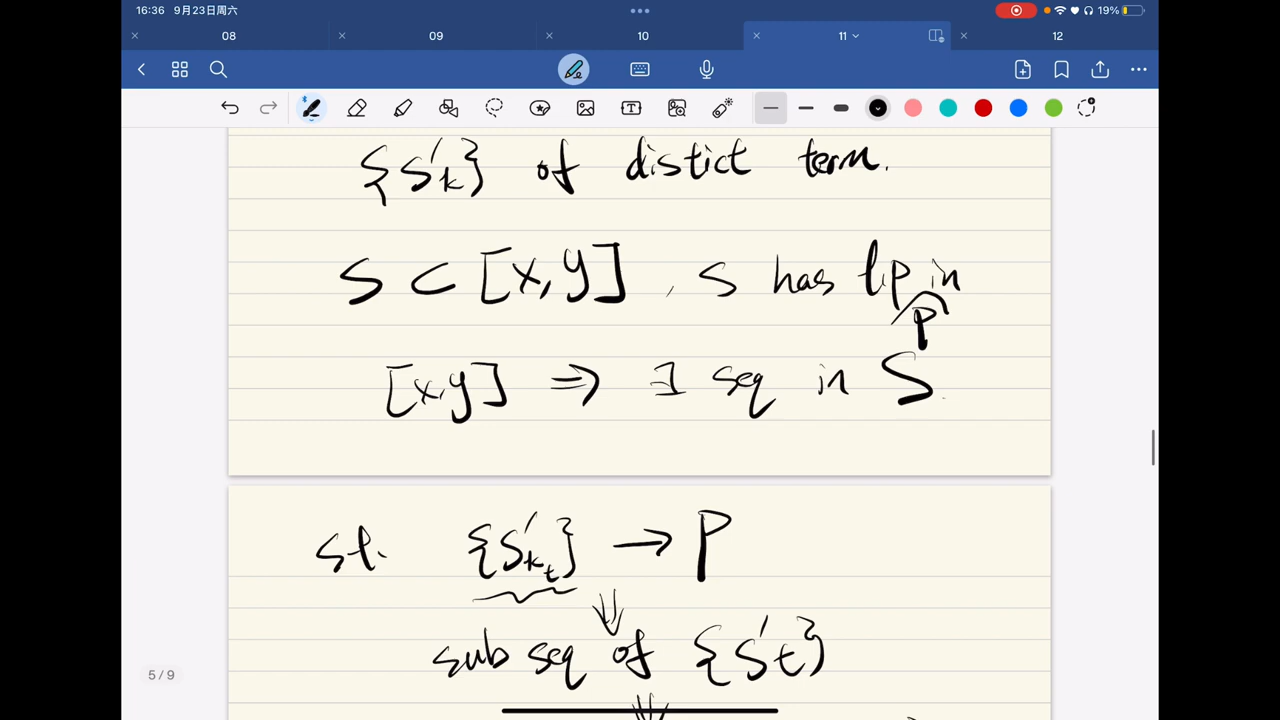 16:36 9月23日周六
19%
08 09 10 11 12
{S'k} of distict term.
S ⊂ [x,y], S has l.p in
P
[x,y] ⇒ ∃ seq in S
st. {S'kt} → P
⇓
sub seq of {S't}
5 / 9